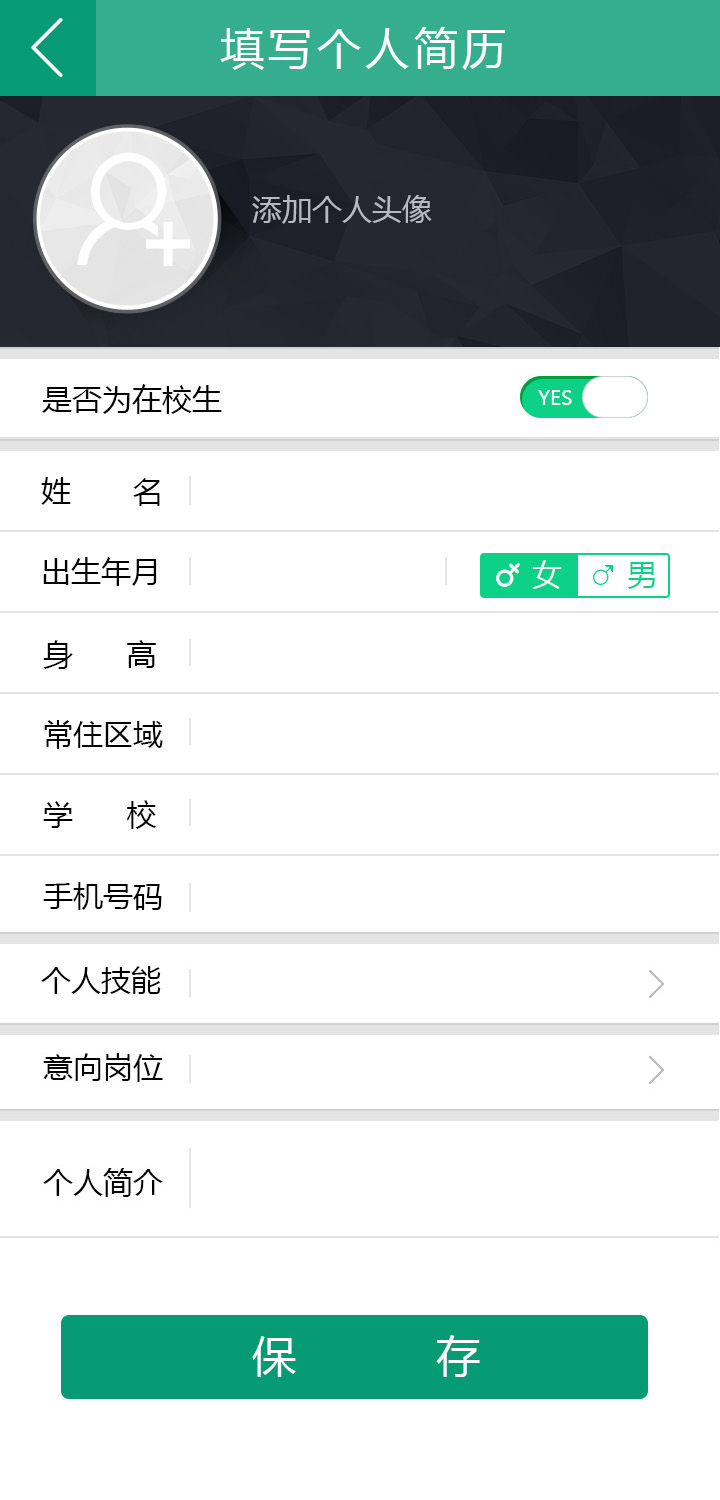 填写个人简历
添加个人头像
是否为在校生 YES
姓 名
出生年月 女 男
身 高
常住区域
学 校
手机号码
个人技能
意向岗位
个人简介
保 存